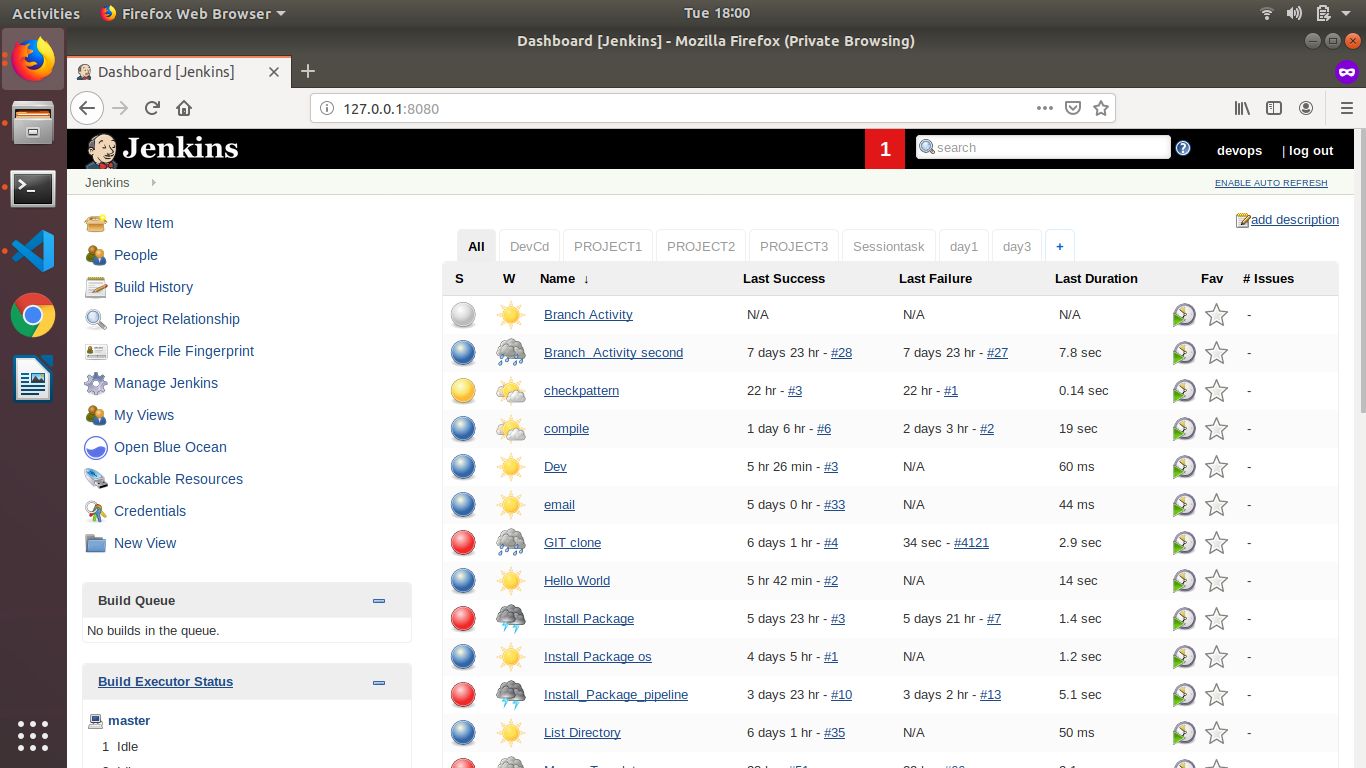 Activities Firefox Web Browser Tue 18:00
Dashboard [Jenkins] - Mozilla Firefox (Private Browsing)
Dashboard [Jenkins]
127.0.0.1:8080
Jenkins 1 search devops | log out
Jenkins ENABLE AUTO REFRESH
New Item
People
Build History
Project Relationship
Check File Fingerprint
Manage Jenkins
My Views
Open Blue Ocean
Lockable Resources
Credentials
New View
Build Queue
No builds in the queue.
Build Executor Status
master
1 Idle
add description
All DevCd PROJECT1 PROJECT2 PROJECT3 Sessiontask day1 day3 +
S W Name ↓ Last Success Last Failure Last Duration Fav # Issues
Branch Activity N/A N/A N/A -
Branch_Activity second 7 days 23 hr - #28 7 days 23 hr - #27 7.8 sec -
checkpattern 22 hr - #3 22 hr - #1 0.14 sec -
compile 1 day 6 hr - #6 2 days 3 hr - #2 19 sec -
Dev 5 hr 26 min - #3 N/A 60 ms -
email 5 days 0 hr - #33 N/A 44 ms -
GIT clone 6 days 1 hr - #4 34 sec - #4121 2.9 sec -
Hello World 5 hr 42 min - #2 N/A 14 sec -
Install Package 5 days 23 hr - #3 5 days 21 hr - #7 1.4 sec -
Install Package os 4 days 5 hr - #1 N/A 1.2 sec -
Install_Package_pipeline 3 days 23 hr - #10 3 days 2 hr - #13 5.1 sec -
List Directory 6 days 1 hr - #35 N/A 50 ms -